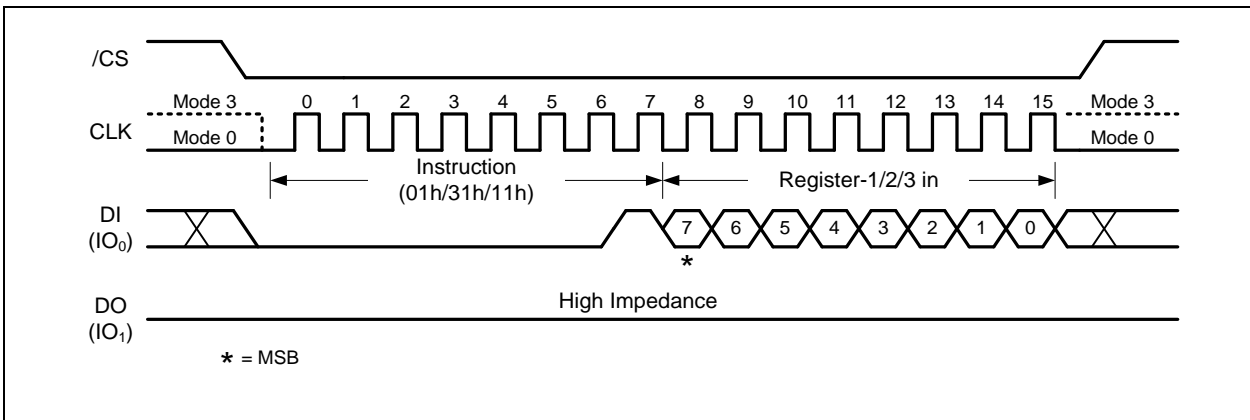 /CS
Mode 3 0 1 2 3 4 5 6 7 8 9 10 11 12 13 14 15 Mode 3
CLK
Mode 0 Mode 0
Instruction
(01h/31h/11h)
Register-1/2/3 in
DI
(IO₀)
7 6 5 4 3 2 1 0
*
High Impedance
DO
(IO₁)
* = MSB